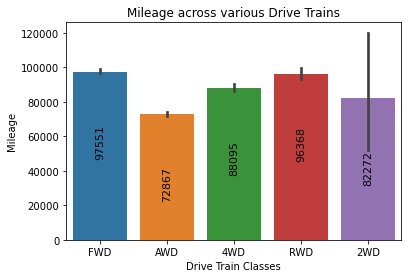 Mileage across various Drive Trains
120000
100000
80000
60000
40000
20000
0
Mileage
97551
72867
88095
96368
82272
FWD
AWD
4WD
RWD
2WD
Drive Train Classes